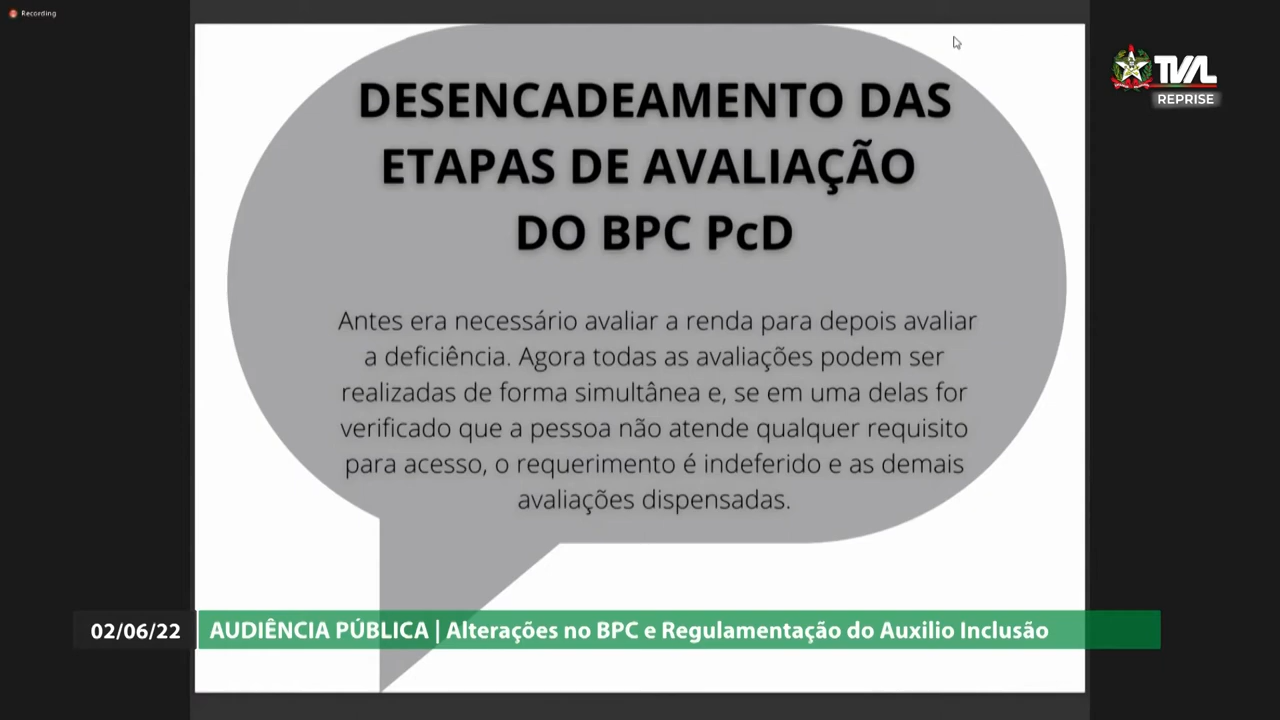 Recording
TVAL
REPRISE
DESENCADEAMENTO DAS
ETAPAS DE AVALIAÇÃO
DO BPC PcD
Antes era necessário avaliar a renda para depois avaliar
a deficiência. Agora todas as avaliações podem ser
realizadas de forma simultânea e, se em uma delas for
verificado que a pessoa não atende qualquer requisito
para acesso, o requerimento é indeferido e as demais
avaliações dispensadas.
02/06/22 AUDIÊNCIA PÚBLICA | Alterações no BPC e Regulamentação do Auxilio Inclusão